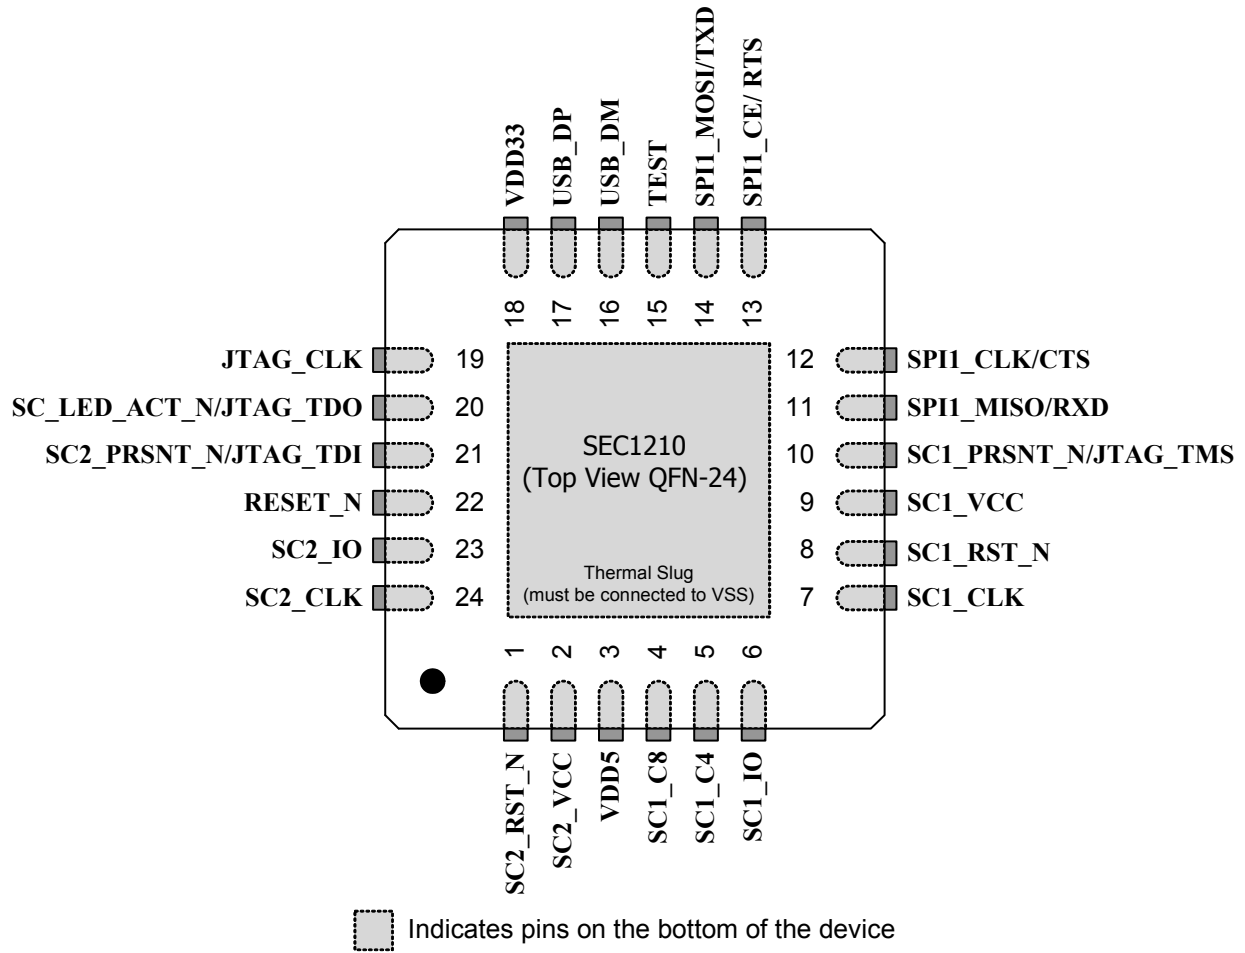 VDD33
USB_DP
USB_DM
TEST
SPI1_MOSI/TXD
SPI1_CE/ RTS
18
17
16
15
14
13
JTAG_CLK
19
SC_LED_ACT_N/JTAG_TDO
20
SC2_PRSNT_N/JTAG_TDI
21
RESET_N
22
SC2_IO
23
SC2_CLK
24
SEC1210
(Top View QFN-24)
Thermal Slug
(must be connected to VSS)
12
SPI1_CLK/CTS
11
SPI1_MISO/RXD
10
SC1_PRSNT_N/JTAG_TMS
9
SC1_VCC
8
SC1_RST_N
7
SC1_CLK
1
2
3
4
5
6
SC2_RST_N
SC2_VCC
VDD5
SC1_C8
SC1_C4
SC1_IO
Indicates pins on the bottom of the device